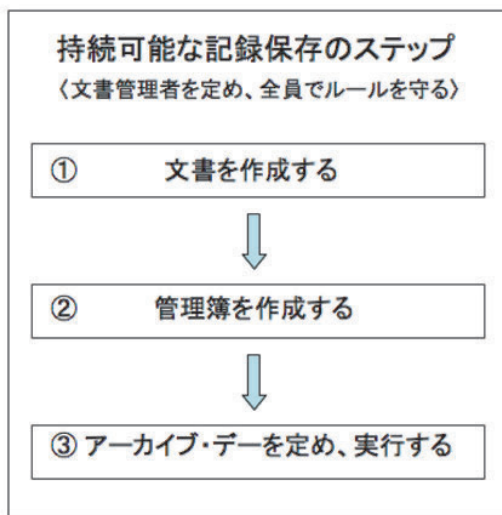 持続可能な記録保存のステップ
〈文書管理者を定め、全員でルールを守る〉
① 文書を作成する
② 管理簿を作成する
③ アーカイブ・デーを定め、実行する